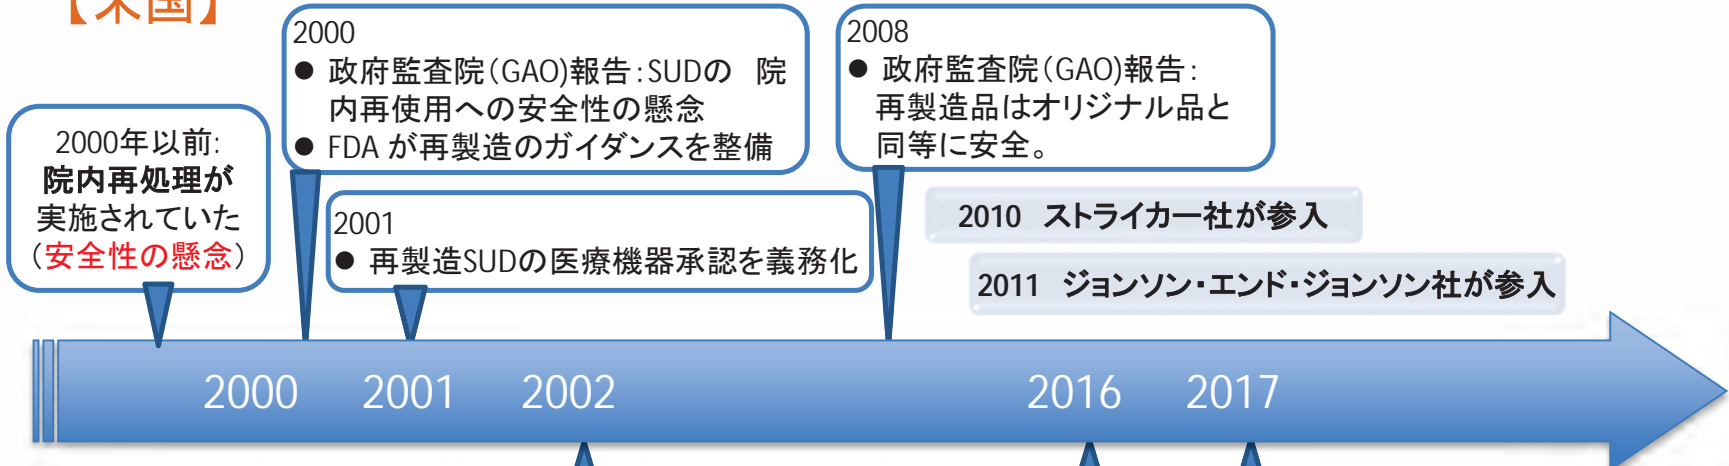 【米国】
2000
● 政府監査院（GAO)報告：SUDの 院
内再使用への安全性の懸念
● FDA が再製造のガイダンスを整備
2008
● 政府監査院（GAO)報告：
再製造品はオリジナル品と
同等に安全。
2000年以前:
院内再処理が
実施されていた
（安全性の懸念）
2001
● 再製造SUDの医療機器承認を義務化
2010 ストライカー社が参入
2011 ジョンソン・エンド・ジョンソン社が参入
2000 2001 2002 2016 2017